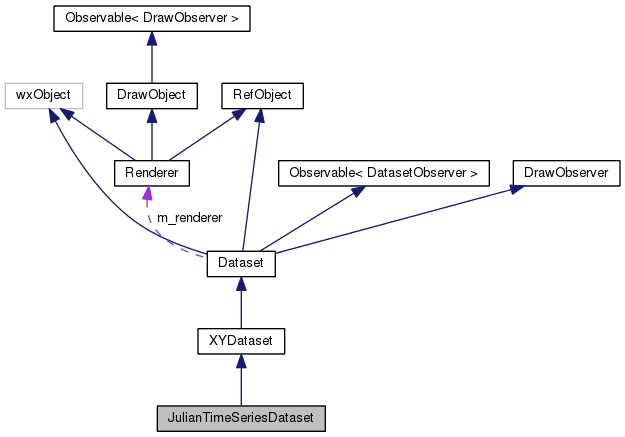 Observable< DrawObserver >
wxObject
DrawObject
RefObject
Renderer
Observable< DatasetObserver >
DrawObserver
m_renderer
Dataset
XYDataset
JulianTimeSeriesDataset